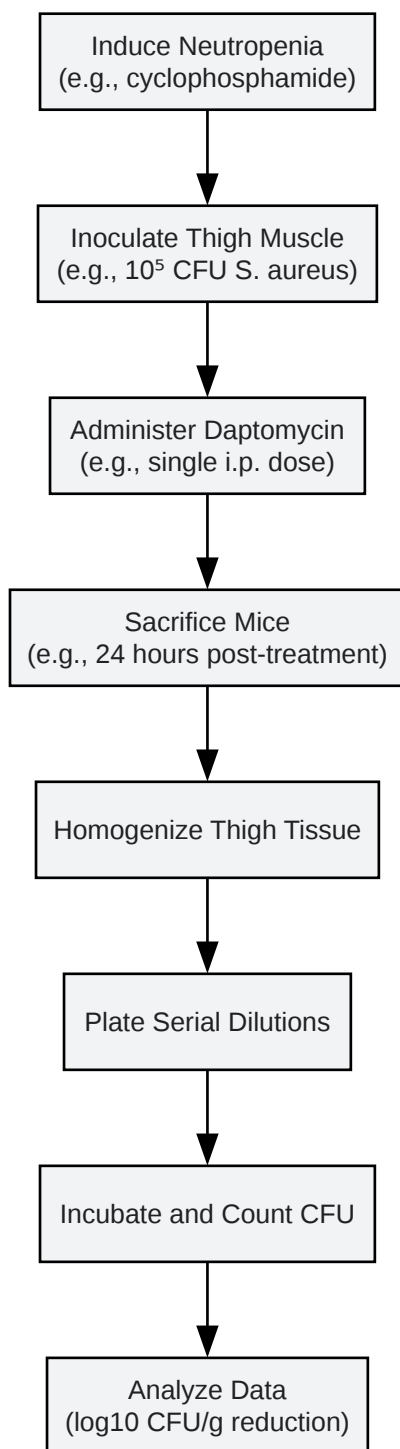 Induce Neutropenia
(e.g., cyclophosphamide)
Inoculate Thigh Muscle
(e.g., 10⁵ CFU S. aureus)
Administer Daptomycin
(e.g., single i.p. dose)
Sacrifice Mice
(e.g., 24 hours post-treatment)
Homogenize Thigh Tissue
Plate Serial Dilutions
Incubate and Count CFU
Analyze Data
(log10 CFU/g reduction)